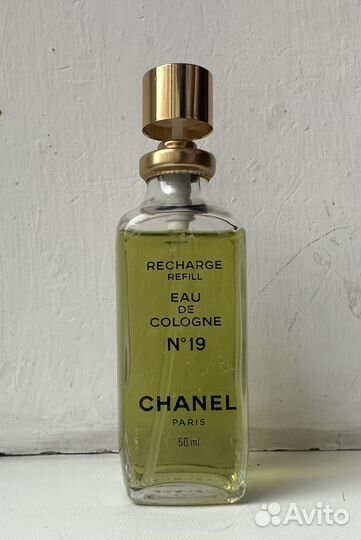 RECHARGE
REFILL
EAU
DE
COLOGNE
N°19
CHANEL
PARIS
50 ml
Avito